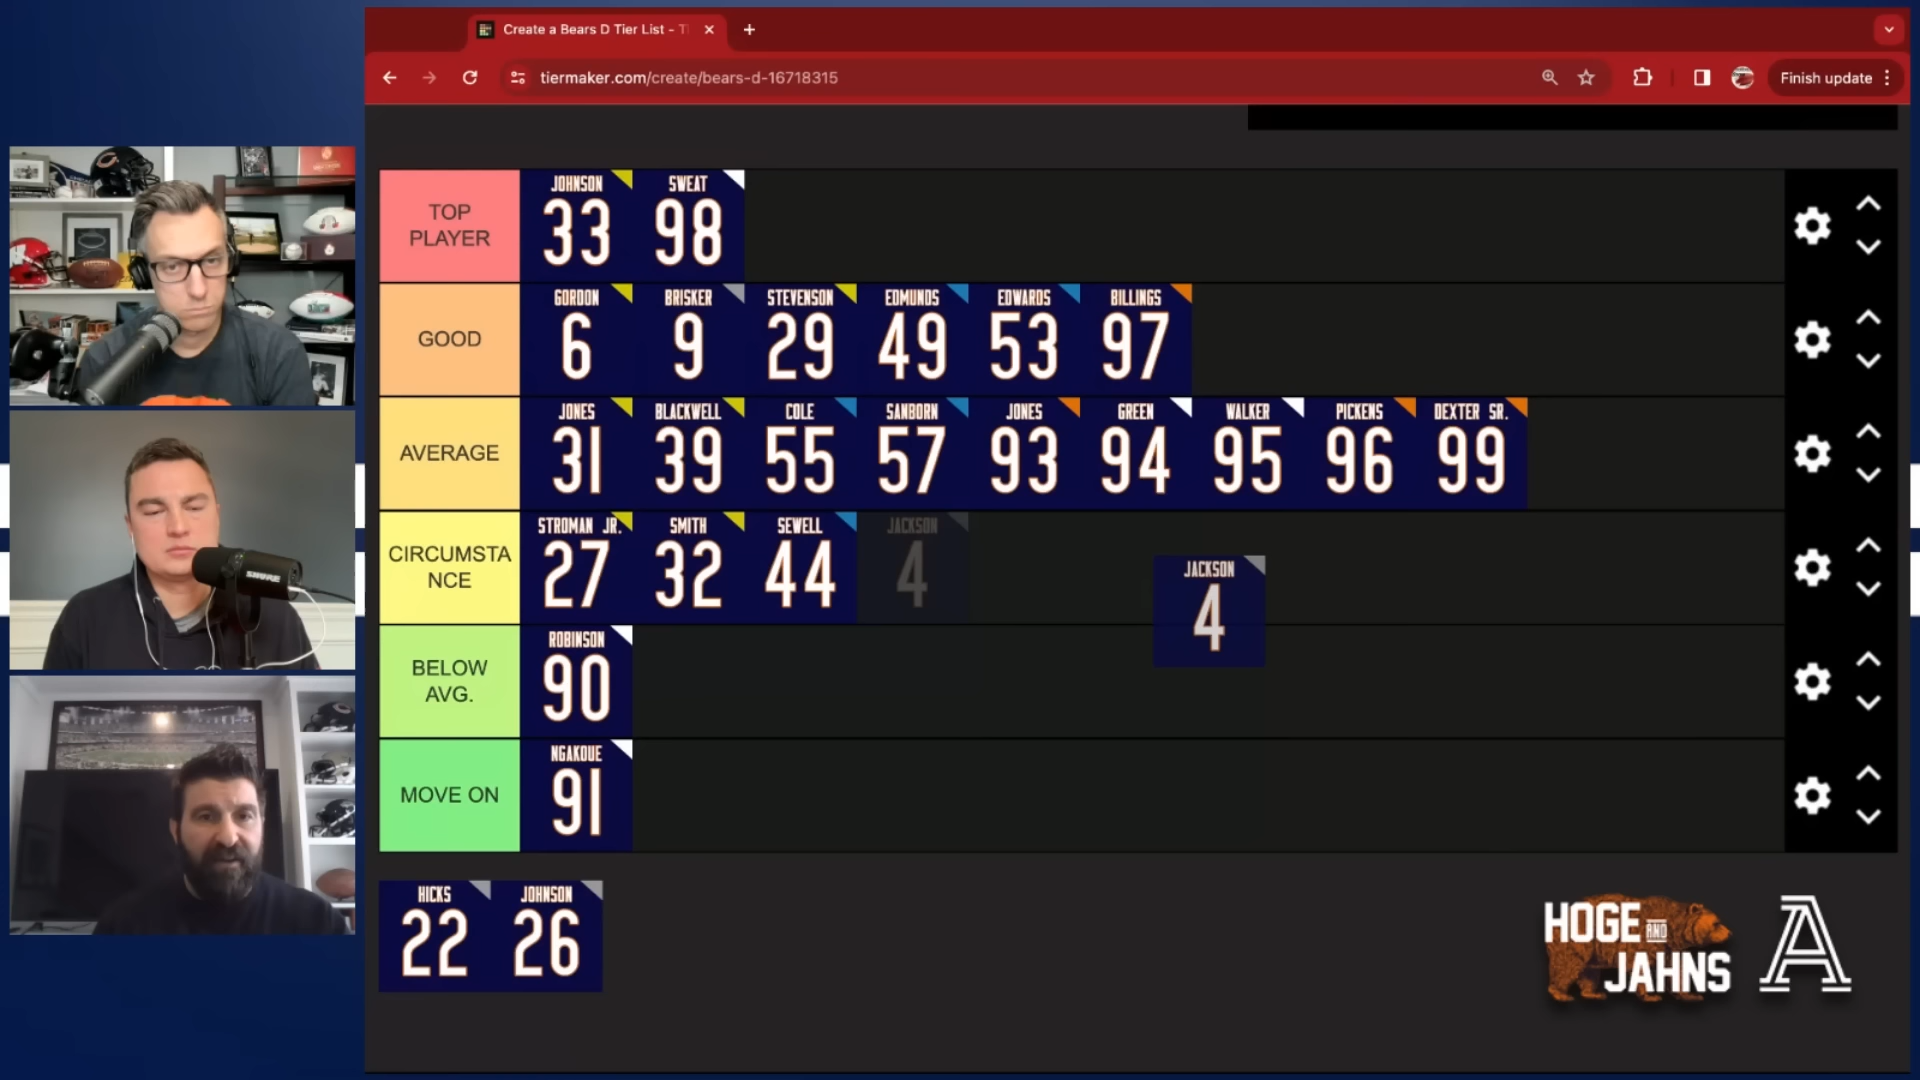 Create a Bears D Tier List - T
tiermaker.com/create/bears-d-16718315
Finish update
TOP PLAYER
JOHNSON 33
SWEAT 98
GOOD
GORDON 6
BRISKER 9
STEVENSON 29
EDMUNDS 49
EDWARDS 53
BILLINGS 97
AVERAGE
JONES 31
BLACKWELL 39
COLE 55
SANBORN 57
JONES 93
GREEN 94
WALKER 95
PICKENS 96
DEXTER SR. 99
CIRCUMSTA
NCE
STROMAN JR. 27
SMITH 32
SEWELL 44
JACKSON 4
JACKSON 4
BELOW AVG.
ROBINSON 90
MOVE ON
NGAKOUE 91
HICKS 22
JOHNSON 26
HOGE AND
JAHNS
A
SHURE